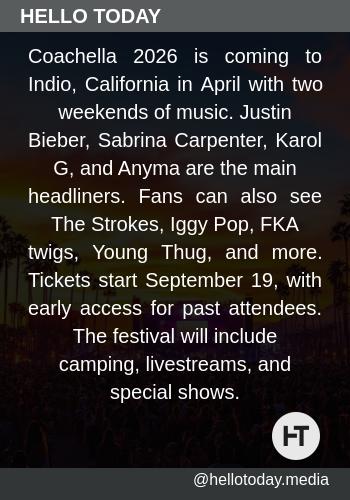 HELLO TODAY
Coachella 2026 is coming to
Indio, California in April with two
weekends of music. Justin
Bieber, Sabrina Carpenter, Karol
G, and Anyma are the main
headliners. Fans can also see
The Strokes, Iggy Pop, FKA
twigs, Young Thug, and more.
Tickets start September 19, with
early access for past attendees.
The festival will include
camping, livestreams, and
special shows.
HT
@hellotoday.media